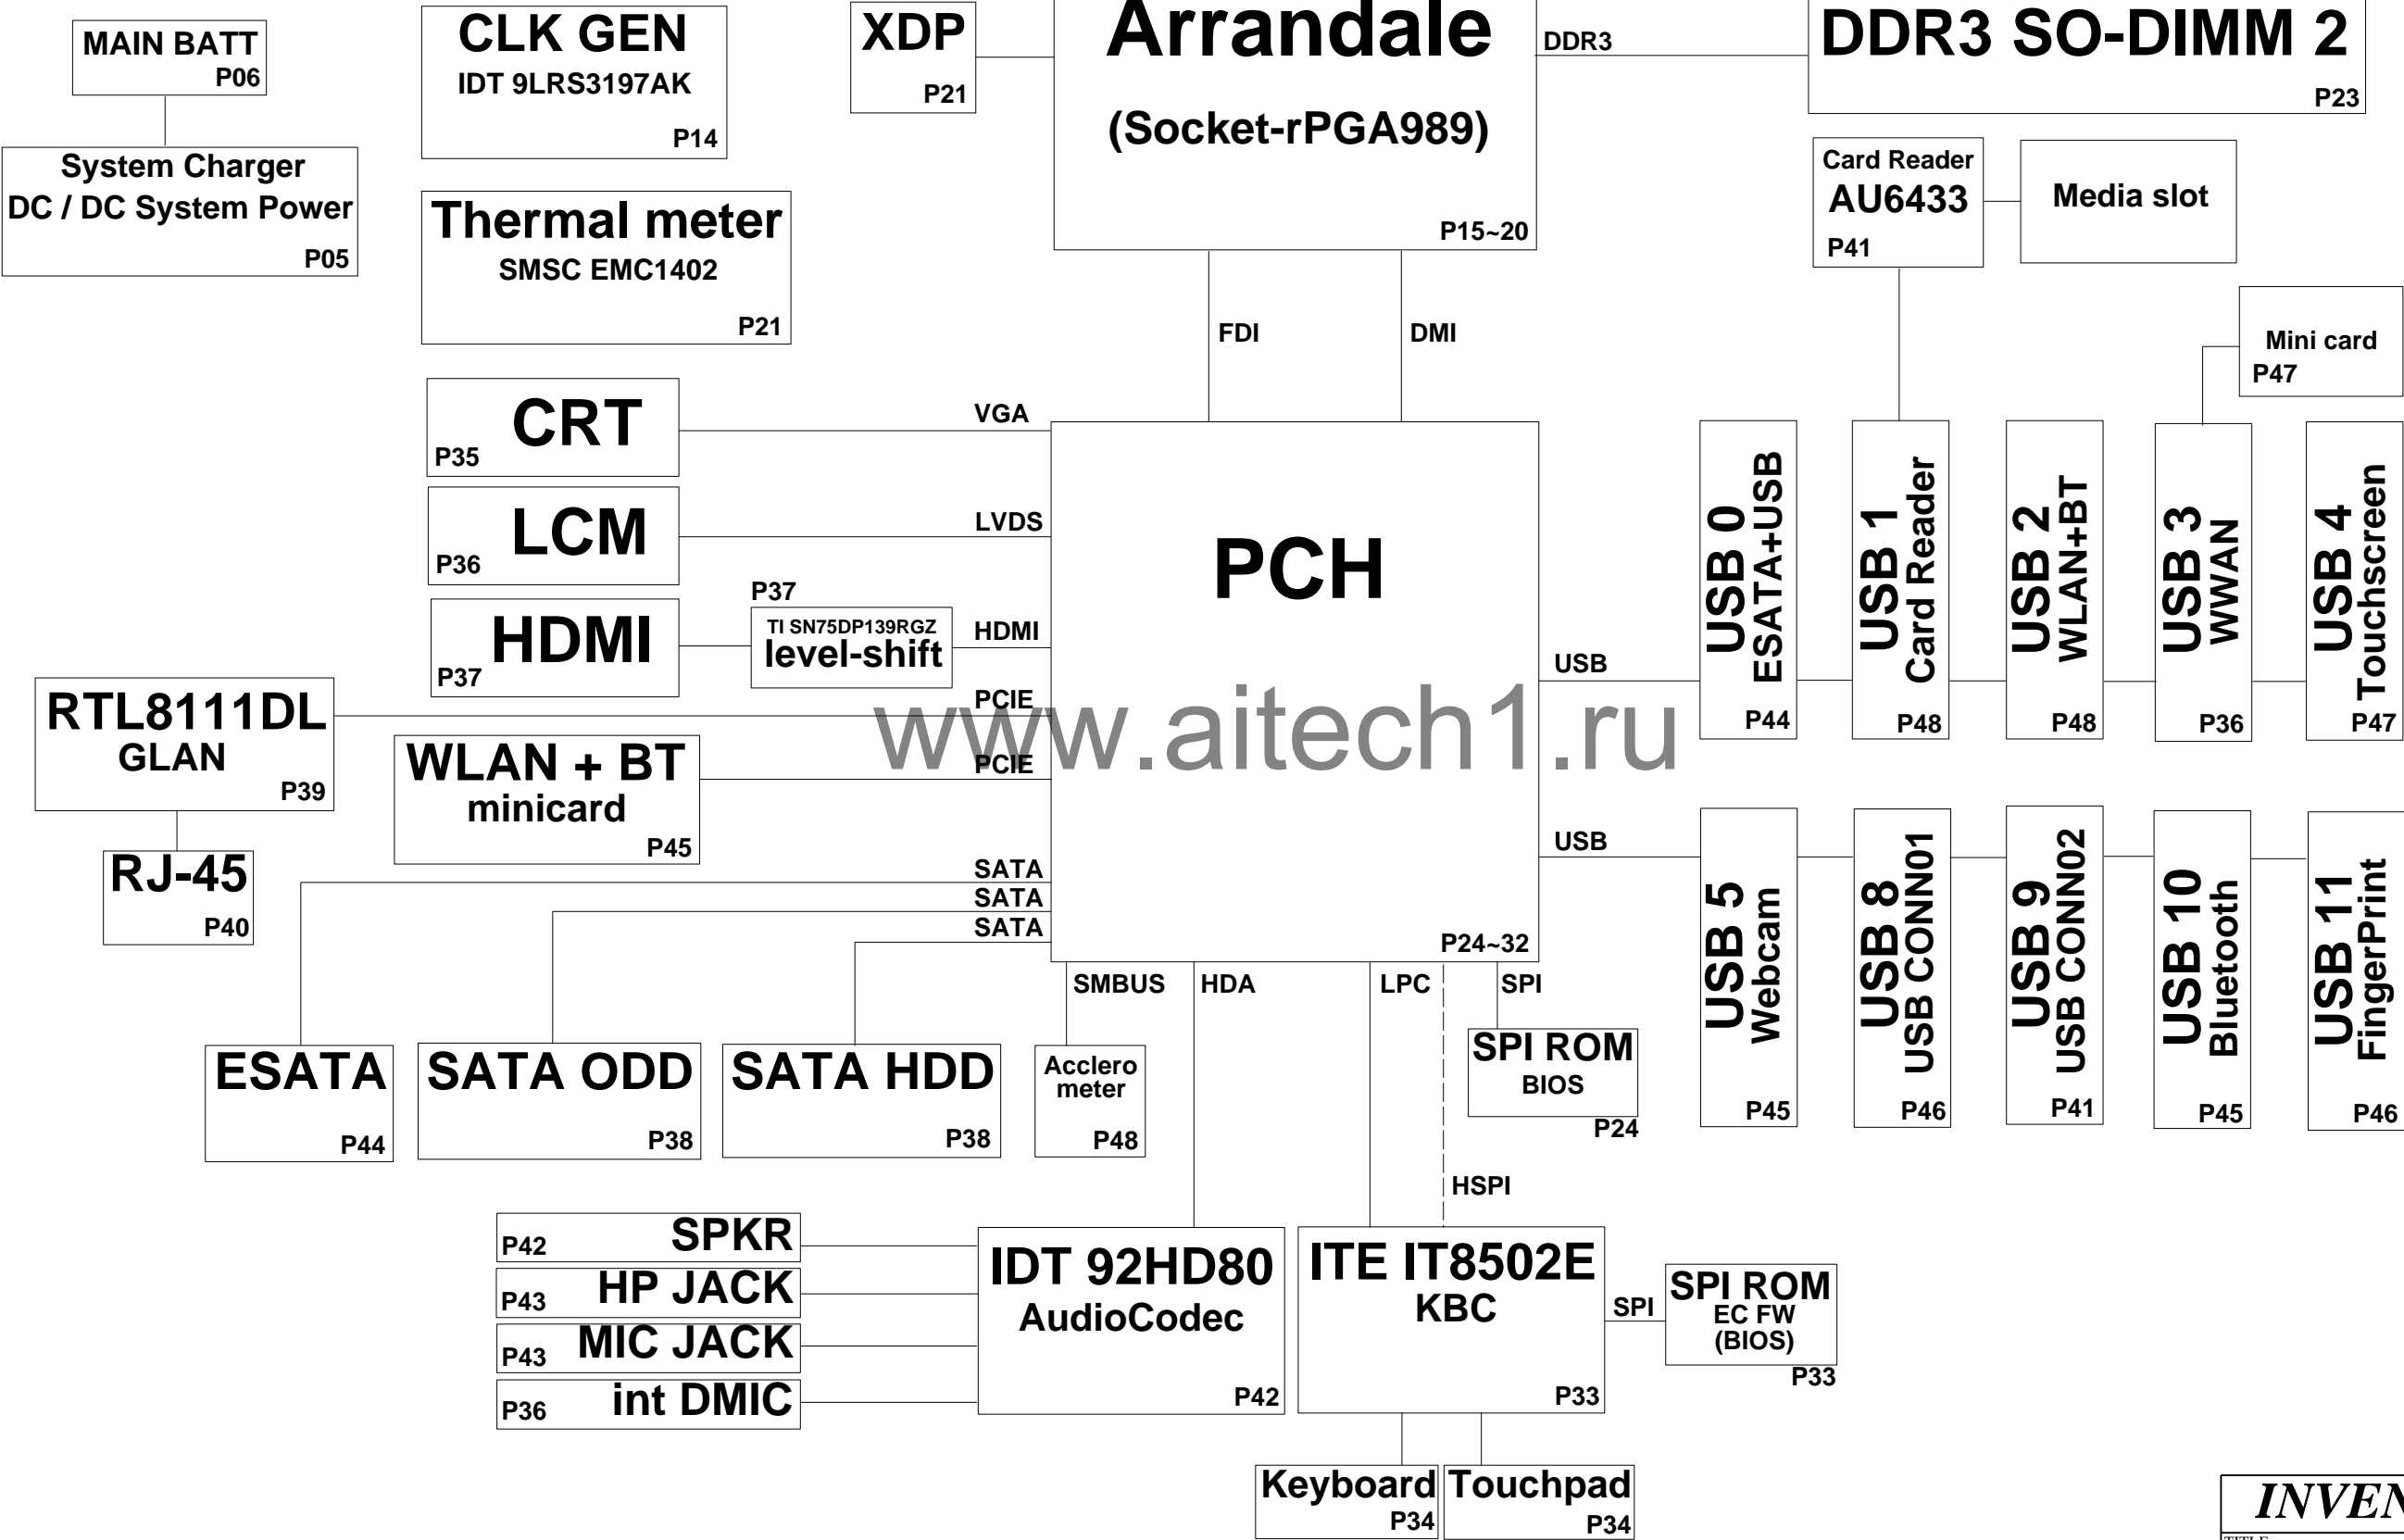 MAIN BATT
P06
System Charger
DC / DC System Power
P05
CLK GEN
IDT 9LRS3197AK
P14
Thermal meter
SMSC EMC1402
P21
XDP
P21
Arrandale
(Socket-rPGA989)
P15~20
DDR3
DDR3 SO-DIMM 2
P23
Card Reader
AU6433
P41
Media slot
Mini card
P47
FDI
DMI
CRT
P35
VGA
LCM
P36
LVDS
HDMI
P37
P37
TI SN75DP139RGZ
level-shift
HDMI
PCH
P24~32
RTL8111DL
GLAN
P39
PCIE
WLAN + BT
minicard
P45
PCIE
RJ-45
P40
www.aitech1.ru
USB
USB 0
ESATA+USB
P44
USB 1
Card Reader
P48
USB 2
WLAN+BT
P48
USB 3
WWAN
P36
USB 4
Touchscreen
P47
USB
USB 5
Webcam
P45
USB 8
USB CONN01
P46
USB 9
USB CONN02
P41
USB 10
Bluetooth
P45
USB 11
FingerPrint
P46
SATA
SATA
SATA
ESATA
P44
SATA ODD
P38
SATA HDD
P38
SMBUS
Acclero
meter
P48
HDA
LPC
SPI
SPI ROM
BIOS
P24
HSPI
SPKR
P42
HP JACK
P43
MIC JACK
P43
int DMIC
P36
IDT 92HD80
AudioCodec
P42
ITE IT8502E
KBC
P33
SPI
SPI ROM
EC FW
(BIOS)
P33
Keyboard
P34
Touchpad
P34
INVEN